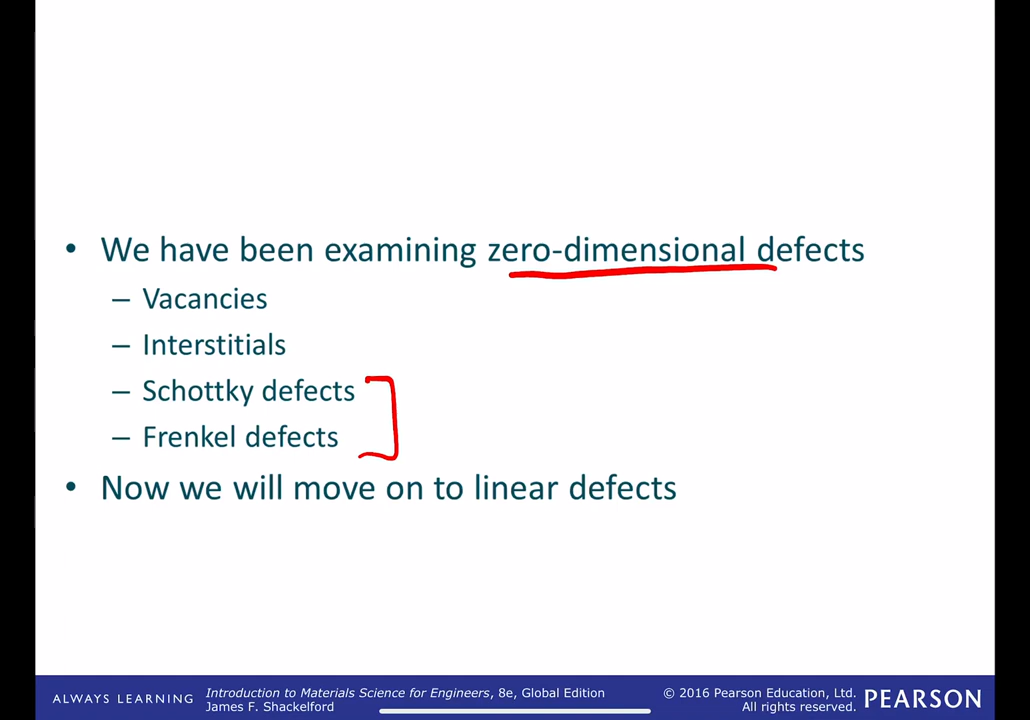 • We have been examining zero-dimensional defects
– Vacancies
– Interstitials
– Schottky defects
– Frenkel defects
• Now we will move on to linear defects
ALWAYS LEARNING
Introduction to Materials Science for Engineers, 8e, Global Edition
James F. Shackelford
© 2016 Pearson Education, Ltd.
All rights reserved.
PEARSON